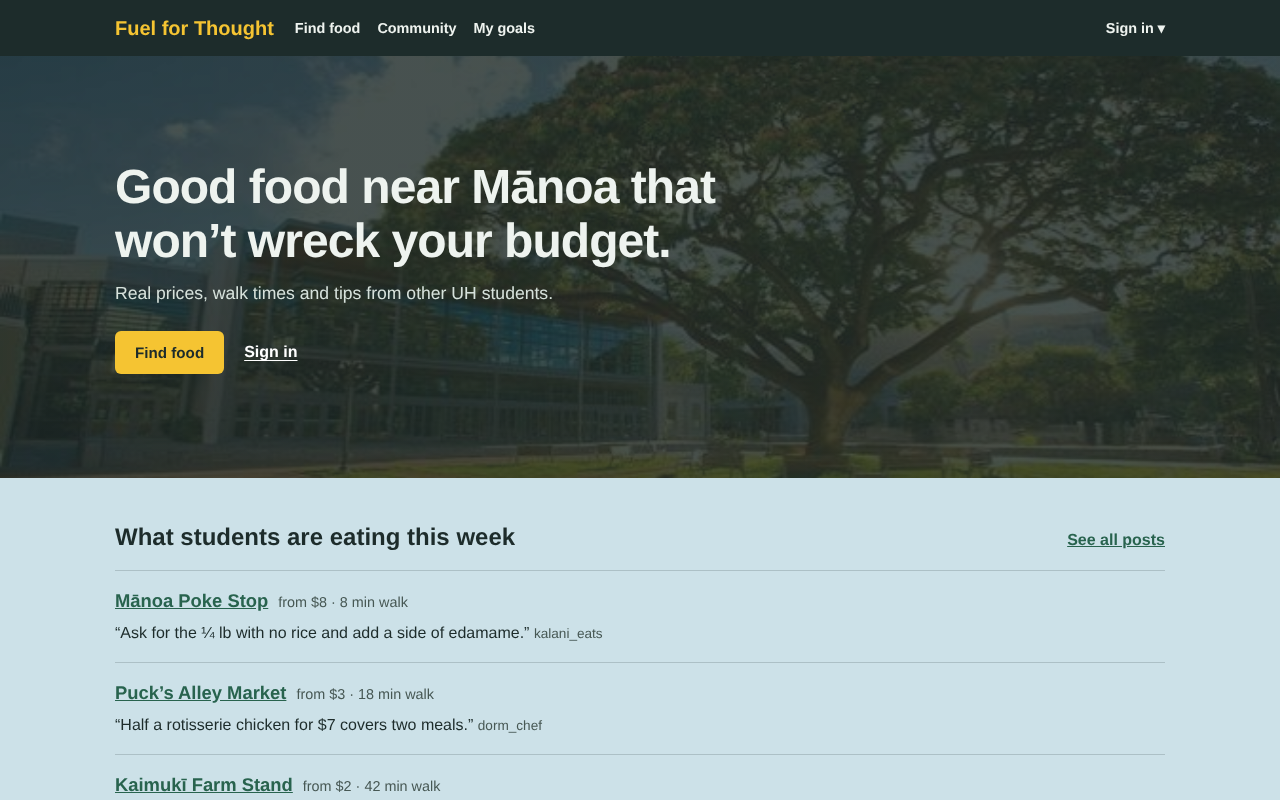 Fuel for Thought Find food Community My goals Sign in ▾
Good food near Mānoa that
won’t wreck your budget.
Real prices, walk times and tips from other UH students.
Find food Sign in
What students are eating this week See all posts
Mānoa Poke Stop from $8 · 8 min walk
“Ask for the ¼ lb with no rice and add a side of edamame.” kalani_eats
Puck’s Alley Market from $3 · 18 min walk
“Half a rotisserie chicken for $7 covers two meals.” dorm_chef
Kaimukī Farm Stand from $2 · 42 min walk